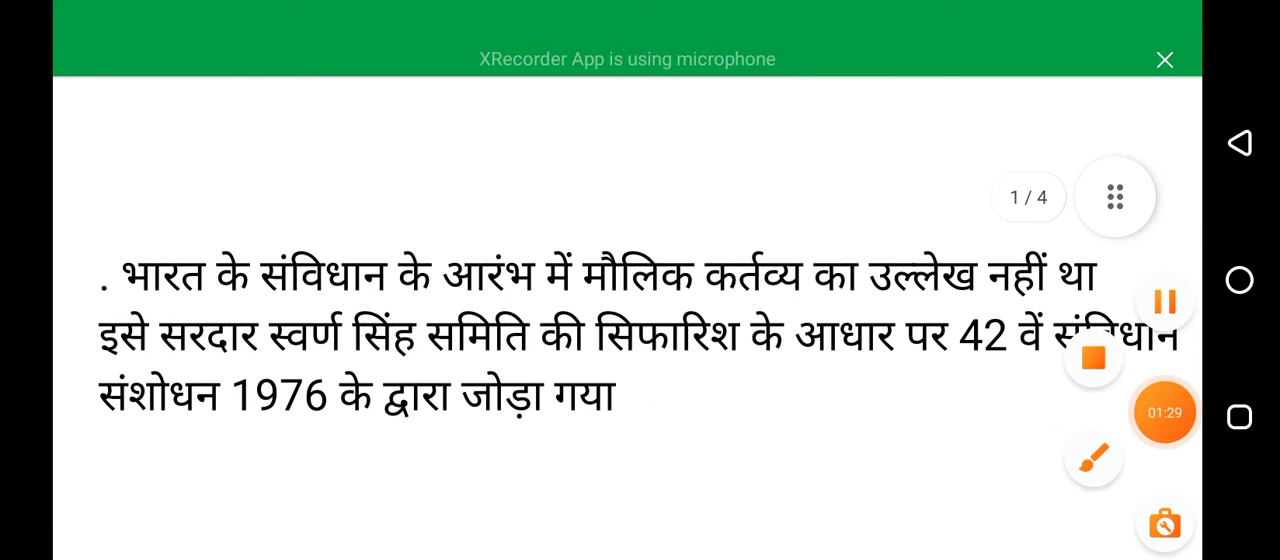 XRecorder App is using microphone
1 / 4
. भारत के संविधान के आरंभ में मौलिक कर्तव्य का उल्लेख नहीं था
इसे सरदार स्वर्ण सिंह समिति की सिफारिश के आधार पर 42 वें संविधान
संशोधन 1976 के द्वारा जोड़ा गया
01:29